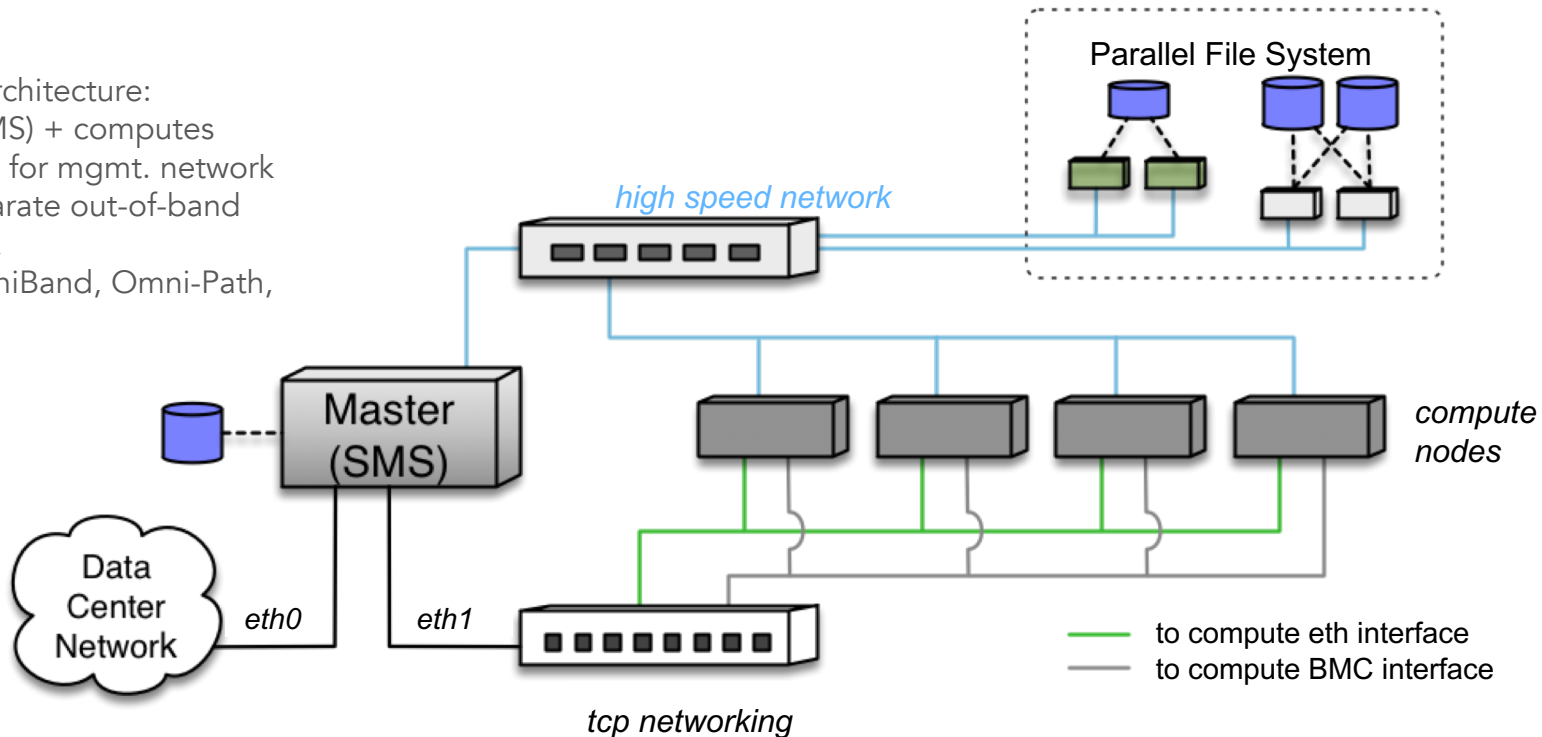 rchitecture:
MS) + computes
for mgmt. network
arate out-of-band
niBand, Omni-Path,
Parallel File System
high speed network
Master
(SMS)
compute
nodes
Data
Center
Network
eth0
eth1
to compute eth interface
to compute BMC interface
tcp networking